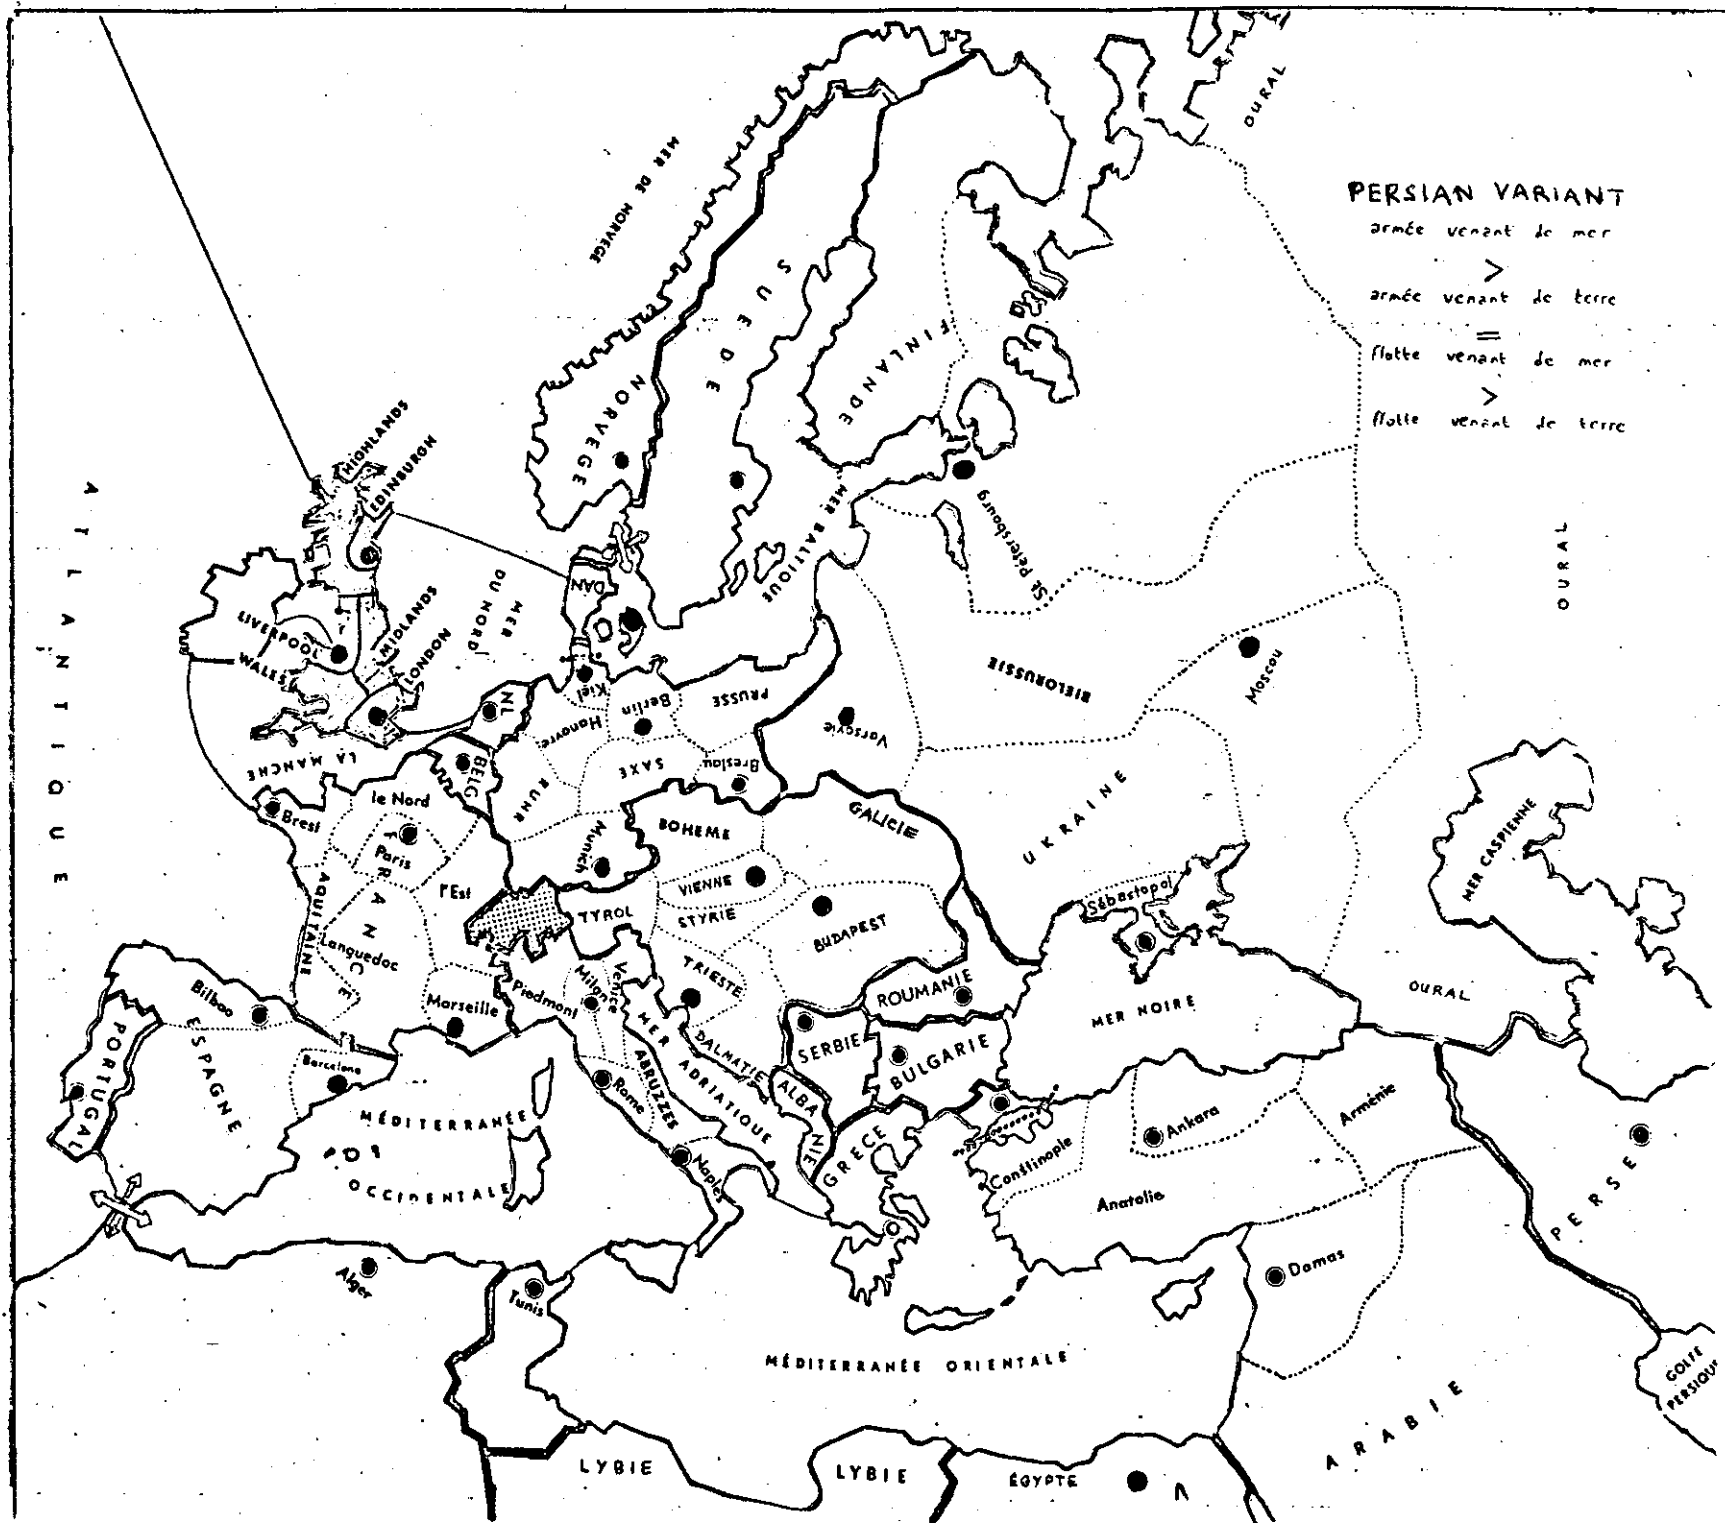 OURAL
MER DE NORVEGE
PERSIAN VARIANT
armée venant de mer
>
armée venant de terre
=
flotte venant de mer
>
flotte venant de terre
SUEDE
FINLANDE
NORVEGE
HIGHLANDS
EDINBURGH
ATLANTIQUE
MER BALTIQUE
St Pétersbourg
OURAL
DAN
MER
DU NORD
LIVERPOOL
MIDLANDS
LONDON
WALES
NL
Kiel
Berlin
PRUSSE
Hanovre
BIELORUSSIE
Moscou
Varsovie
LA MANCHE
BELG
RUHR
SAXE
Breslau
Brest
le Nord
Paris
FRANCE
Munich
BOHEME
GALICIE
UKRAINE
MER CASPIENNE
AQUITAINE
l'Est
VIENNE
TYROL
STYRIE
BUDAPEST
Sébastopol
Languedoc
Bilbao
Marseille
Piedmont
Milan
Venise
TRIESTE
ROUMANIE
MER NOIRE
OURAL
PORTUGAL
ESPAGNE
Barcelone
MER ADRIATIQUE
DALMATIE
SERBIE
BULGARIE
ALBANIE
Rome
ABRUZZES
MÉDITERRANÉE
OCCIDENTALE
Naples
GRECE
Constinople
Ankara
Arménie
Anatolie
PERSE
Alger
Tunis
Damas
MÉDITERRANÉE ORIENTALE
GOLFE
PERSIQUE
ARABIE
LYBIE
LYBIE
ÉGYPTE